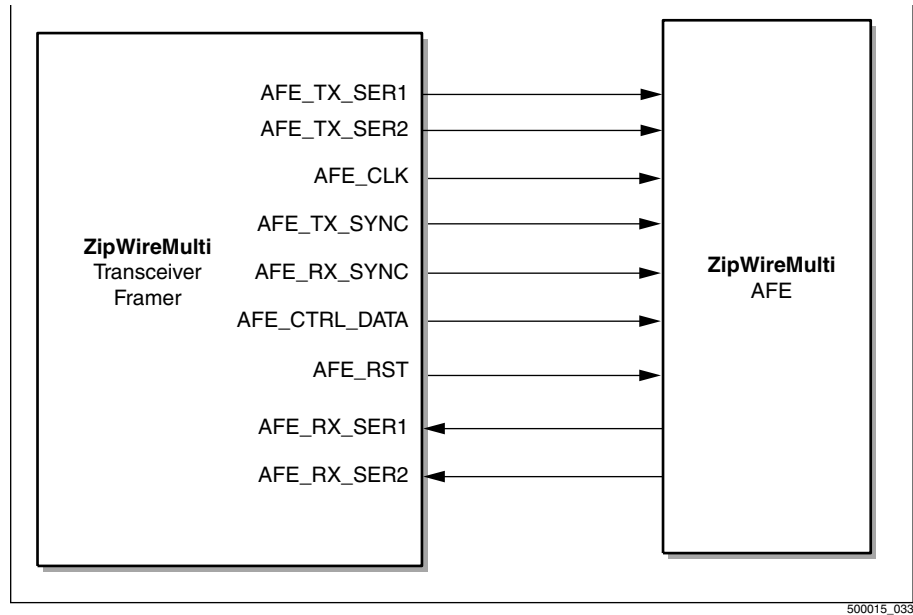 AFE_TX_SER1
AFE_TX_SER2
AFE_CLK
AFE_TX_SYNC
AFE_RX_SYNC
AFE_CTRL_DATA
AFE_RST
AFE_RX_SER1
AFE_RX_SER2
ZipWireMulti
Transceiver
Framer
ZipWireMulti
AFE
500015_033